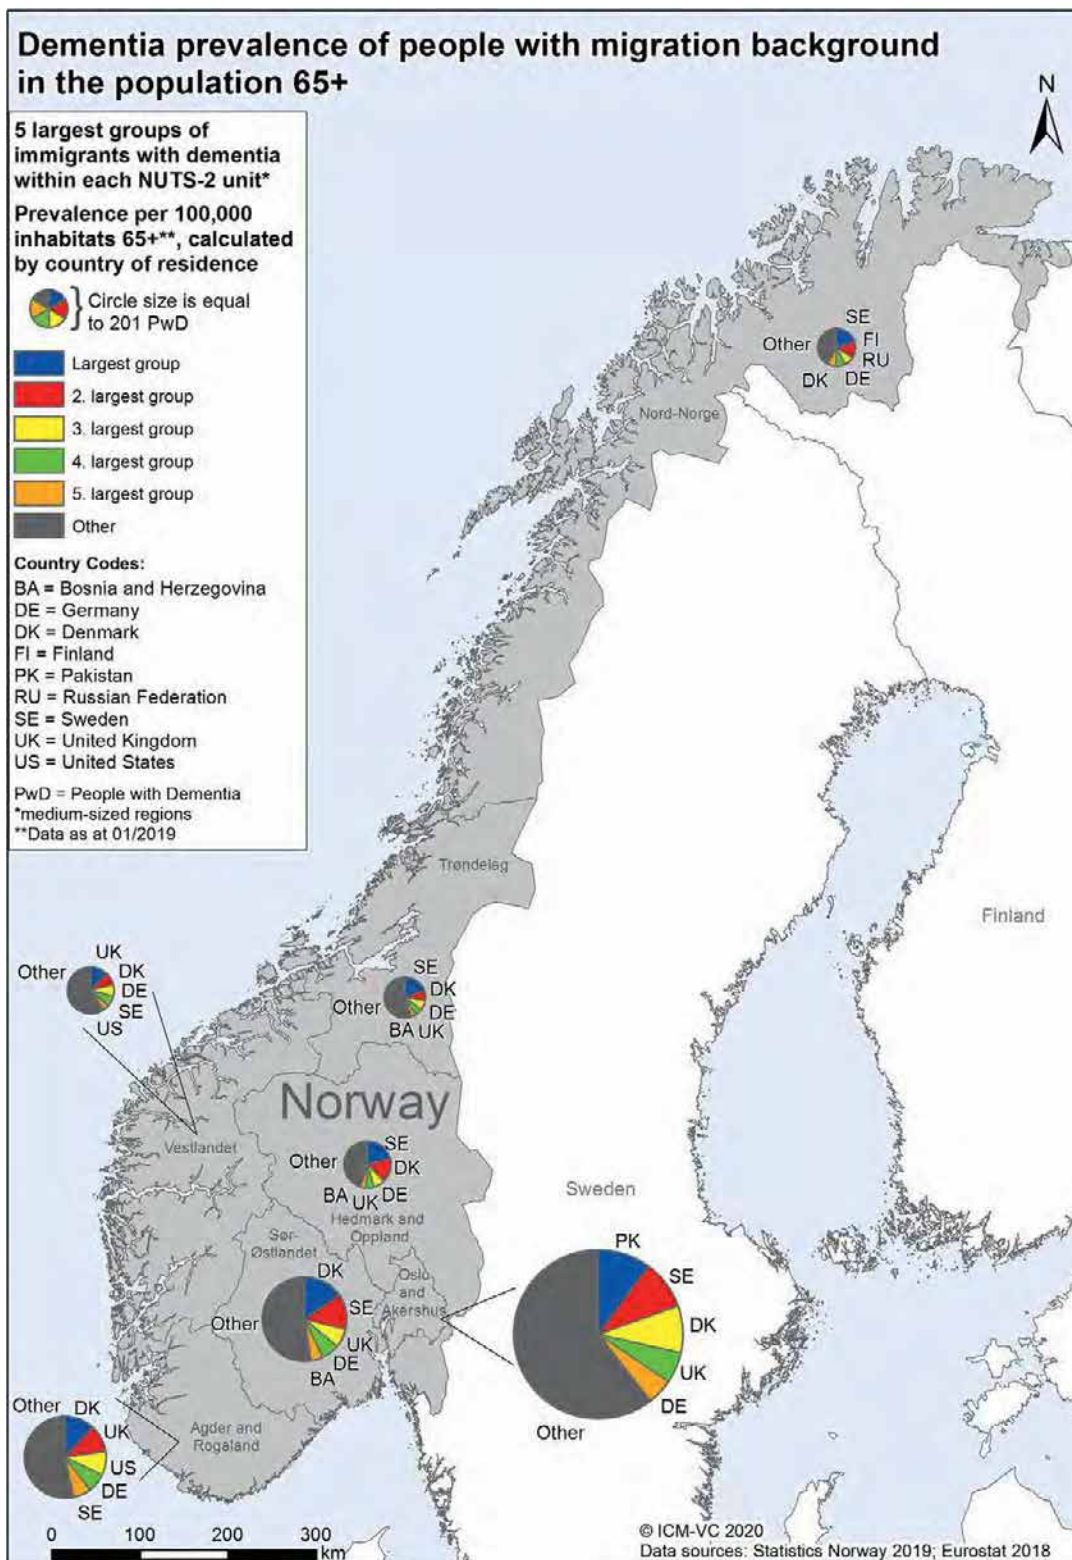 Dementia prevalence of people with migration background
in the population 65+
N
5 largest groups of
immigrants with dementia
within each NUTS-2 unit*
Prevalence per 100,000
inhabitats 65+**, calculated
by country of residence
Circle size is equal
to 201 PwD
Largest group
2. largest group
3. largest group
4. largest group
5. largest group
Other
Country Codes:
BA = Bosnia and Herzegovina
DE = Germany
DK = Denmark
FI = Finland
PK = Pakistan
RU = Russian Federation
SE = Sweden
UK = United Kingdom
US = United States
PwD = People with Dementia
*medium-sized regions
**Data as at 01/2019
SE
Other
FI
RU
DK
DE
Nord-Norge
Trøndelag
Finland
UK
Other
DK
DE
SE
US
SE
DK
Other
DE
BA
UK
Norway
Vestlandet
SE
Other
DK
BA
UK
DE
Hedmark and
Oppland
Sweden
Sør-
Østlandet
Oslo
and
Akershus
DK
SE
Other
UK
DE
BA
PK
SE
DK
UK
DE
Other
Agder and
Rogaland
Other
DK
UK
US
DE
SE
0 100 200 300
km
© ICM-VC 2020
Data sources: Statistics Norway 2019; Eurostat 2018